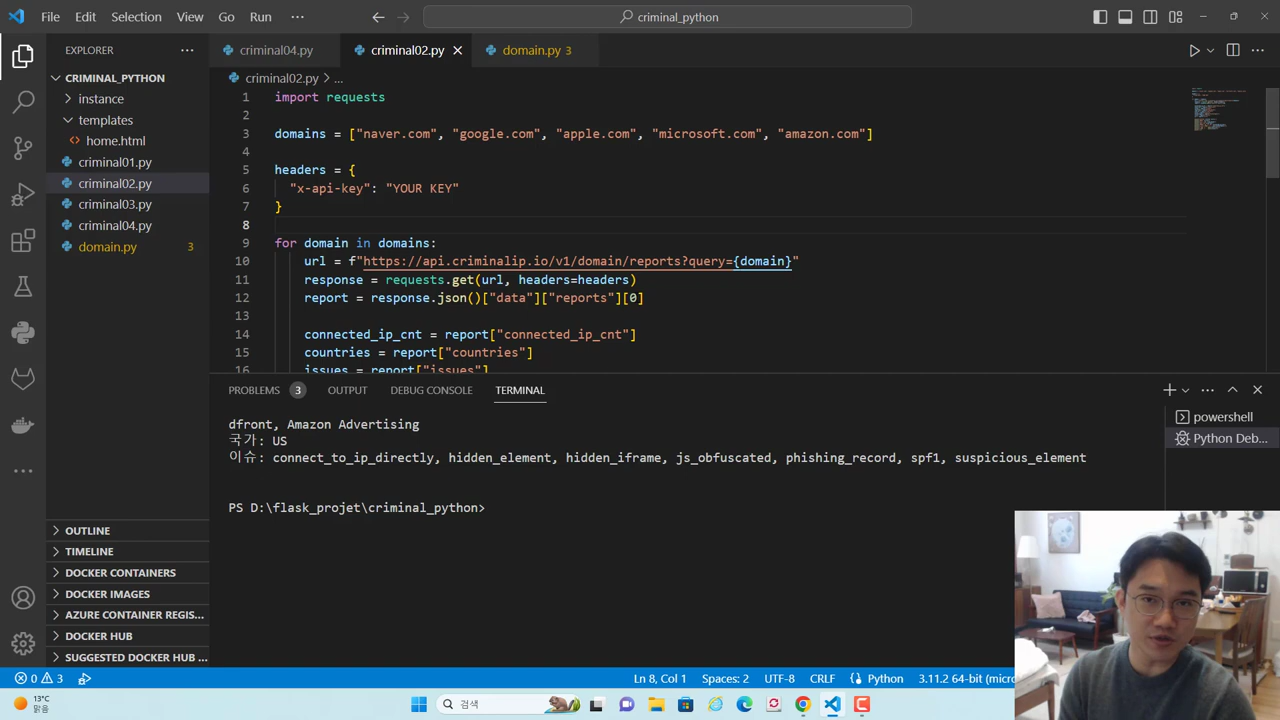 File Edit Selection View Go Run ··· criminal_python
EXPLORER ···
CRIMINAL_PYTHON
instance
templates
home.html
criminal01.py
criminal02.py
criminal03.py
criminal04.py
domain.py 3
OUTLINE
TIMELINE
DOCKER CONTAINERS
DOCKER IMAGES
AZURE CONTAINER REGIS...
DOCKER HUB
SUGGESTED DOCKER HUB ...
criminal04.py criminal02.py domain.py 3
criminal02.py > ...
1 import requests
2
3 domains = ["naver.com", "google.com", "apple.com", "microsoft.com", "amazon.com"]
4
5 headers = {
6 "x-api-key": "YOUR KEY"
7 }
8
9 for domain in domains:
10 url = f"https://api.criminalip.io/v1/domain/reports?query={domain}"
11 response = requests.get(url, headers=headers)
12 report = response.json()["data"]["reports"][0]
13
14 connected_ip_cnt = report["connected_ip_cnt"]
15 countries = report["countries"]
16 issues = report["issues"]
PROBLEMS 3 OUTPUT DEBUG CONSOLE TERMINAL
dfront, Amazon Advertising
국가: US
이슈: connect_to_ip_directly, hidden_element, hidden_iframe, js_obfuscated, phishing_record, spf1, suspicious_element
PS D:\flask_projet\criminal_python>
powershell
Python Deb...
0 3 Ln 8, Col 1 Spaces: 2 UTF-8 CRLF Python 3.11.2 64-bit (micro
13°C
맑음
검색